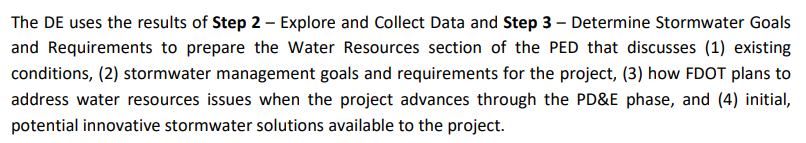 The DE uses the results of Step 2 – Explore and Collect Data and Step 3 – Determine Stormwater Goals
and Requirements to prepare the Water Resources section of the PED that discusses (1) existing
conditions, (2) stormwater management goals and requirements for the project, (3) how FDOT plans to
address water resources issues when the project advances through the PD&E phase, and (4) initial,
potential innovative stormwater solutions available to the project.